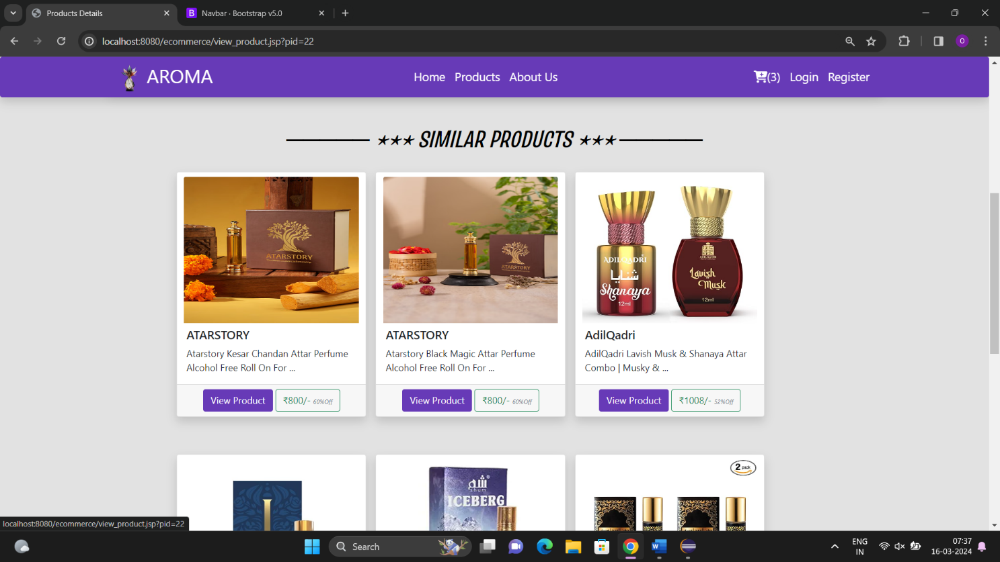 Products Details
B Navbar · Bootstrap v5.0
localhost:8080/ecommerce/view_product.jsp?pid=22
O
AROMA
Home Products About Us
(3) Login Register
*** SIMILAR PRODUCTS ***
ATARSTORY
ATARSTORY
ADILQADRI
شنايا
Shanaya
12ml
ADILQADRI
Lavish
Musk
12ml
ATARSTORY
Atarstory Kesar Chandan Attar Perfume
Alcohol Free Roll On For ...
View Product ₹800/- 60%Off
ATARSTORY
Atarstory Black Magic Attar Perfume
Alcohol Free Roll On For ...
View Product ₹800/- 60%Off
AdilQadri
AdilQadri Lavish Musk & Shanaya Attar
Combo | Musky & ...
View Product ₹1008/- 52%Off
شم
shum
ICEBERG
2 pack
localhost:8080/ecommerce/view_product.jsp?pid=22
Search
W
ENG
IN
07:37
16-03-2024